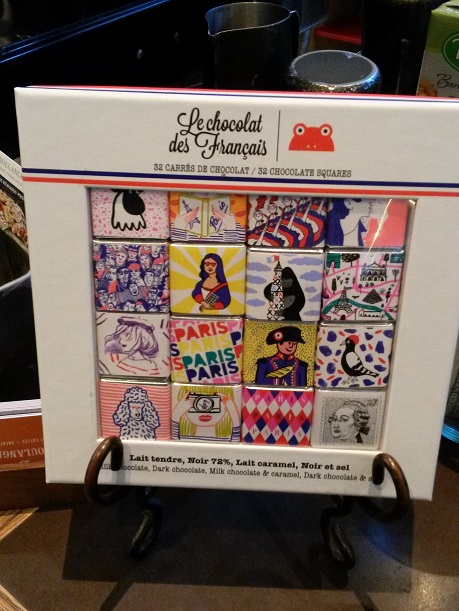 Le chocolat
des Français
32 CARRÉS DE CHOCOLAT / 32 CHOCOLATE SQUARES
PARIS
PARIS
PARIS
PARIS
Lait tendre, Noir 72%, Lait caramel, Noir et sel
chocolate, Dark chocolate, Milk chocolate & caramel, Dark chocolate &